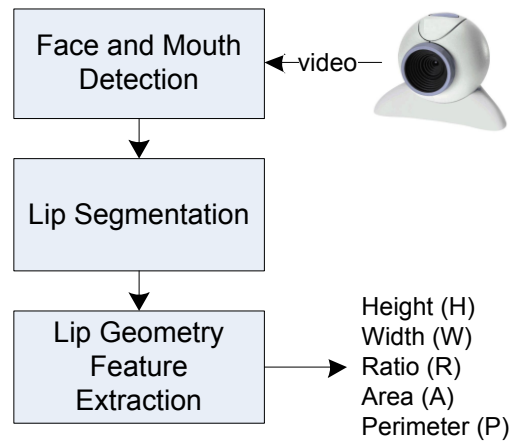 Face and Mouth
Detection
video
Lip Segmentation
Lip Geometry
Feature
Extraction
Height (H)
Width (W)
Ratio (R)
Area (A)
Perimeter (P)